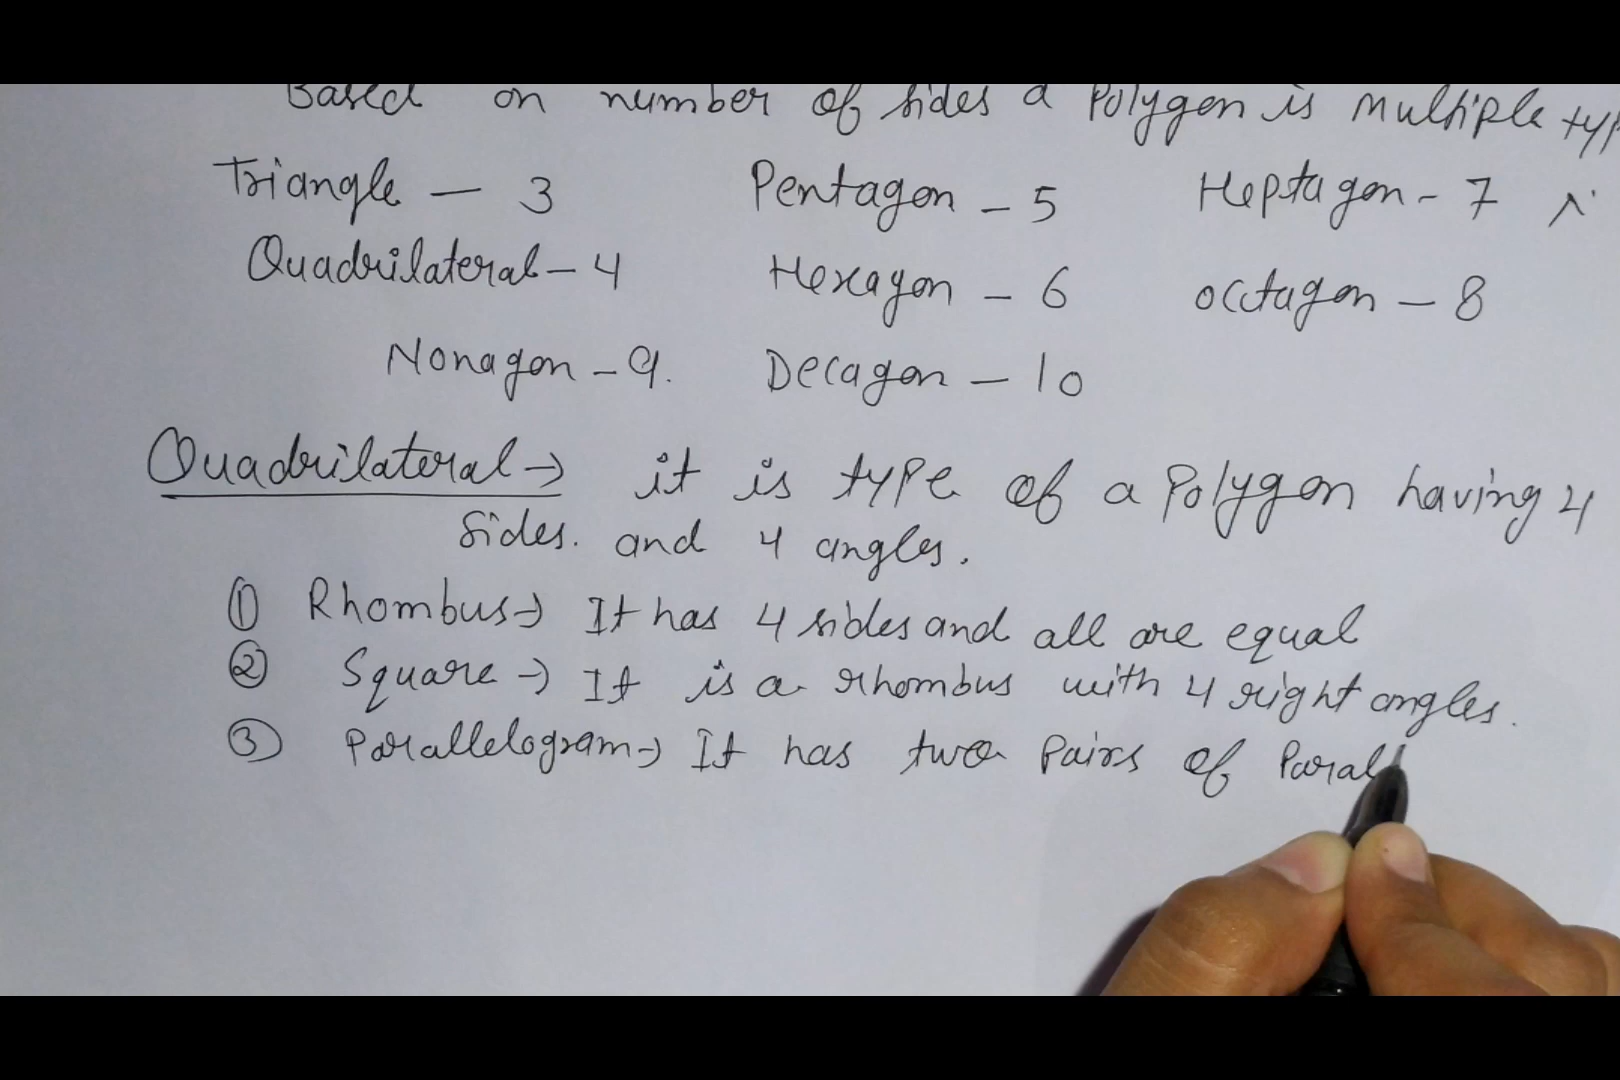 Based on number of sides a Polygon is multiple typ
Triangle — 3 Pentagon – 5 Heptagon – 7
Quadrilateral – 4 Hexagon – 6 octagon – 8
Nonagon – 9. Decagon – 10
Quadrilateral → it is type of a Polygon having 4
sides. and 4 angles.
① Rhombus → It has 4 sides and all are equal
② Square → It is a rhombus with 4 right angles.
③ Parallelogram → It has two Pairs of Paral